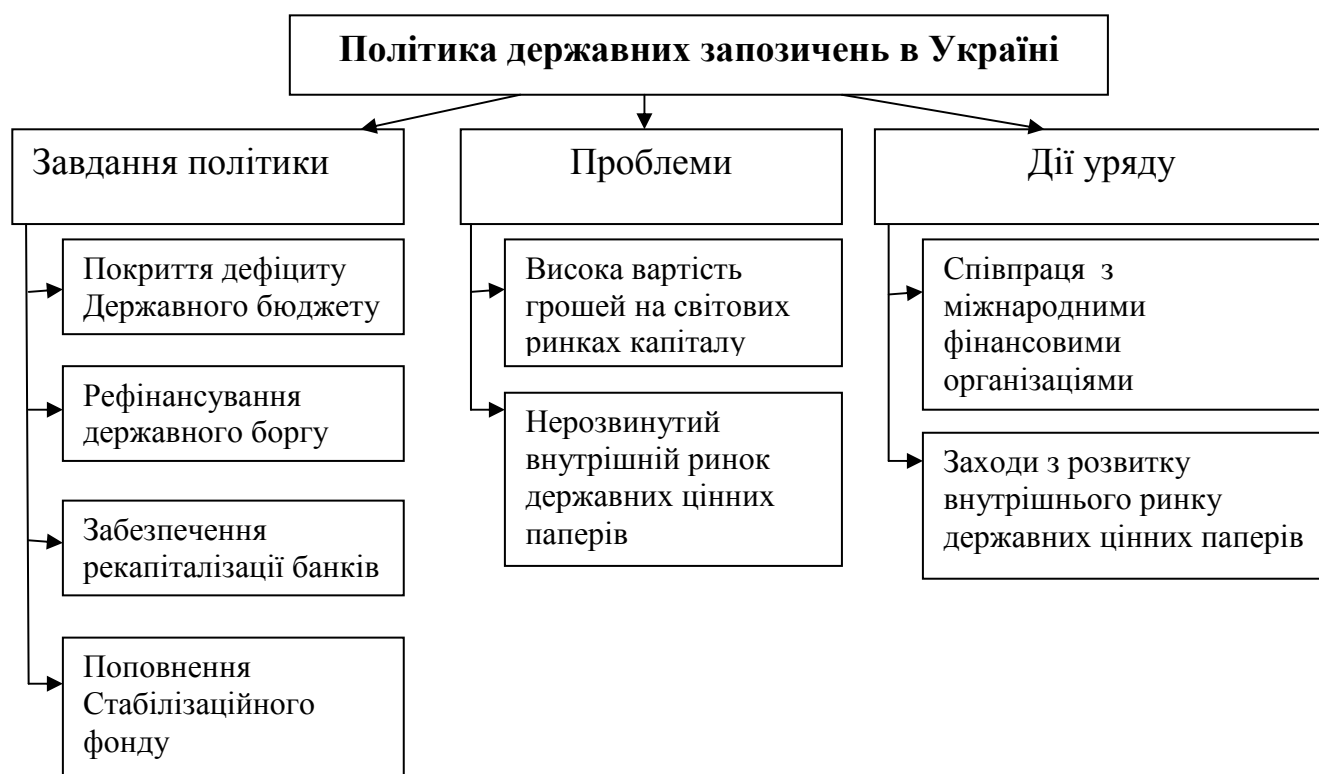 Політика державних запозичень в Україні
Завдання політики
Покриття дефіциту
Державного бюджету
Рефінансування
державного боргу
Забезпечення
рекапіталізації банків
Поповнення
Стабілізаційного
фонду
Проблеми
Висока вартість
грошей на світових
ринках капіталу
Нерозвинутий
внутрішній ринок
державних цінних
паперів
Дії уряду
Співпраця з
міжнародними
фінансовими
організаціями
Заходи з розвитку
внутрішнього ринку
державних цінних паперів